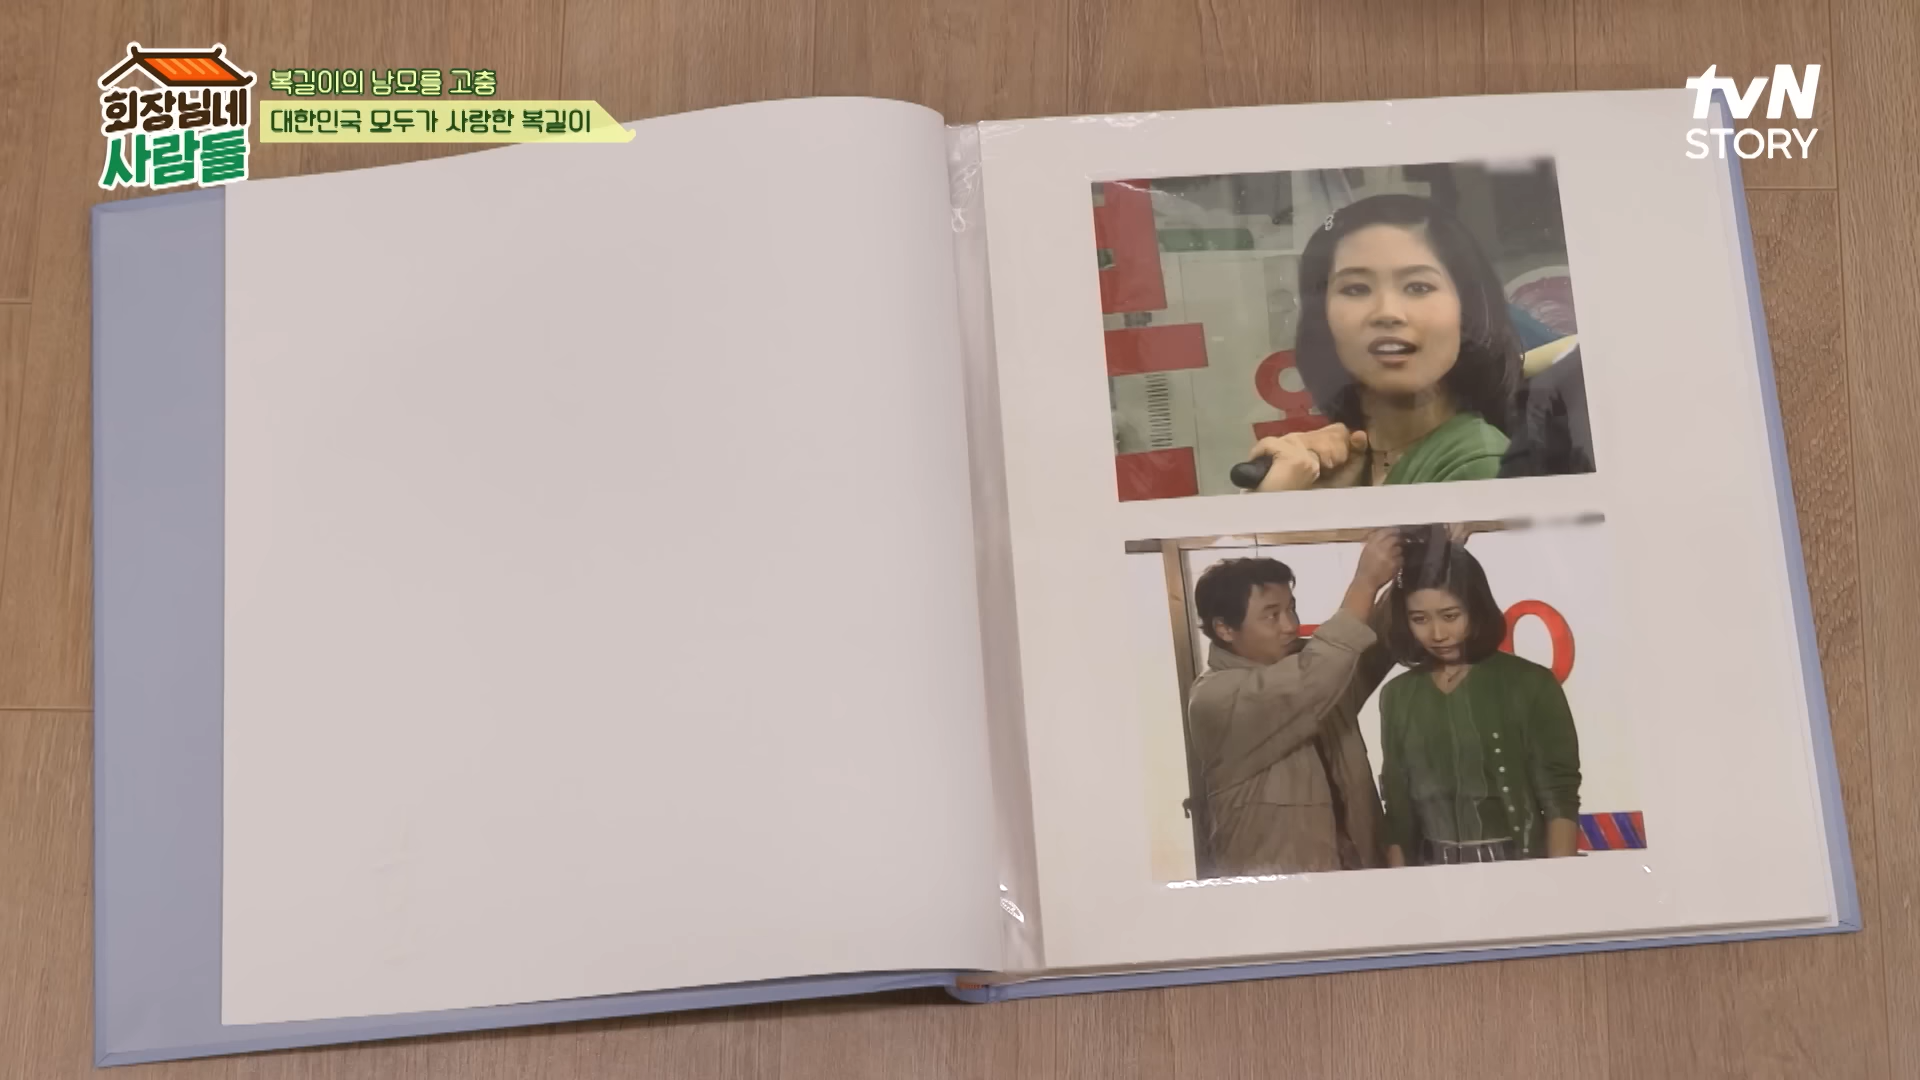 회장님네
사람들
복길이의 남모를 고충
대한민국 모두가 사랑한 복길이
tvN
STORY